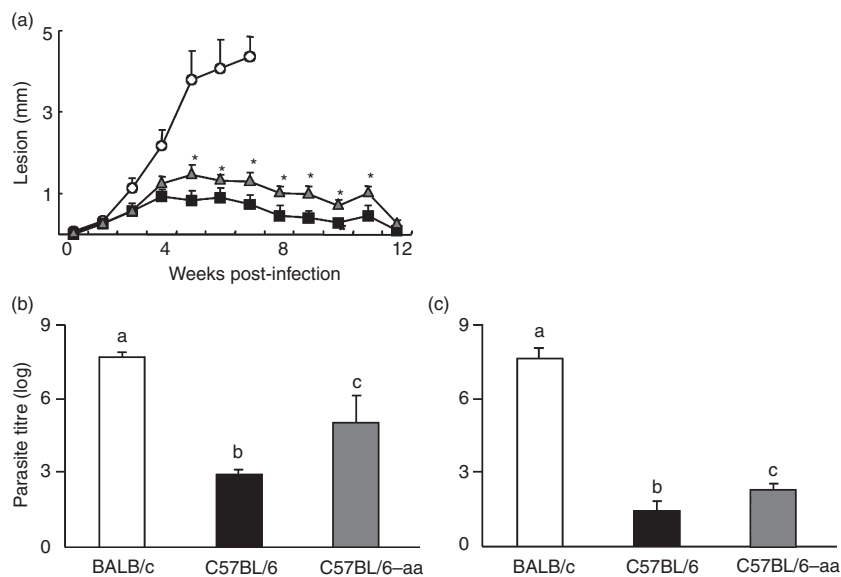 (a)
5
3
1
Lesion (mm)
* * * * * * *
0 4 8 12
Weeks post-infection
(b)
9
6
3
0
Parasite titre (log)
a
b
c
BALB/c C57BL/6 C57BL/6–aa
(c)
9
6
3
0
a
b
c
BALB/c C57BL/6 C57BL/6–aa